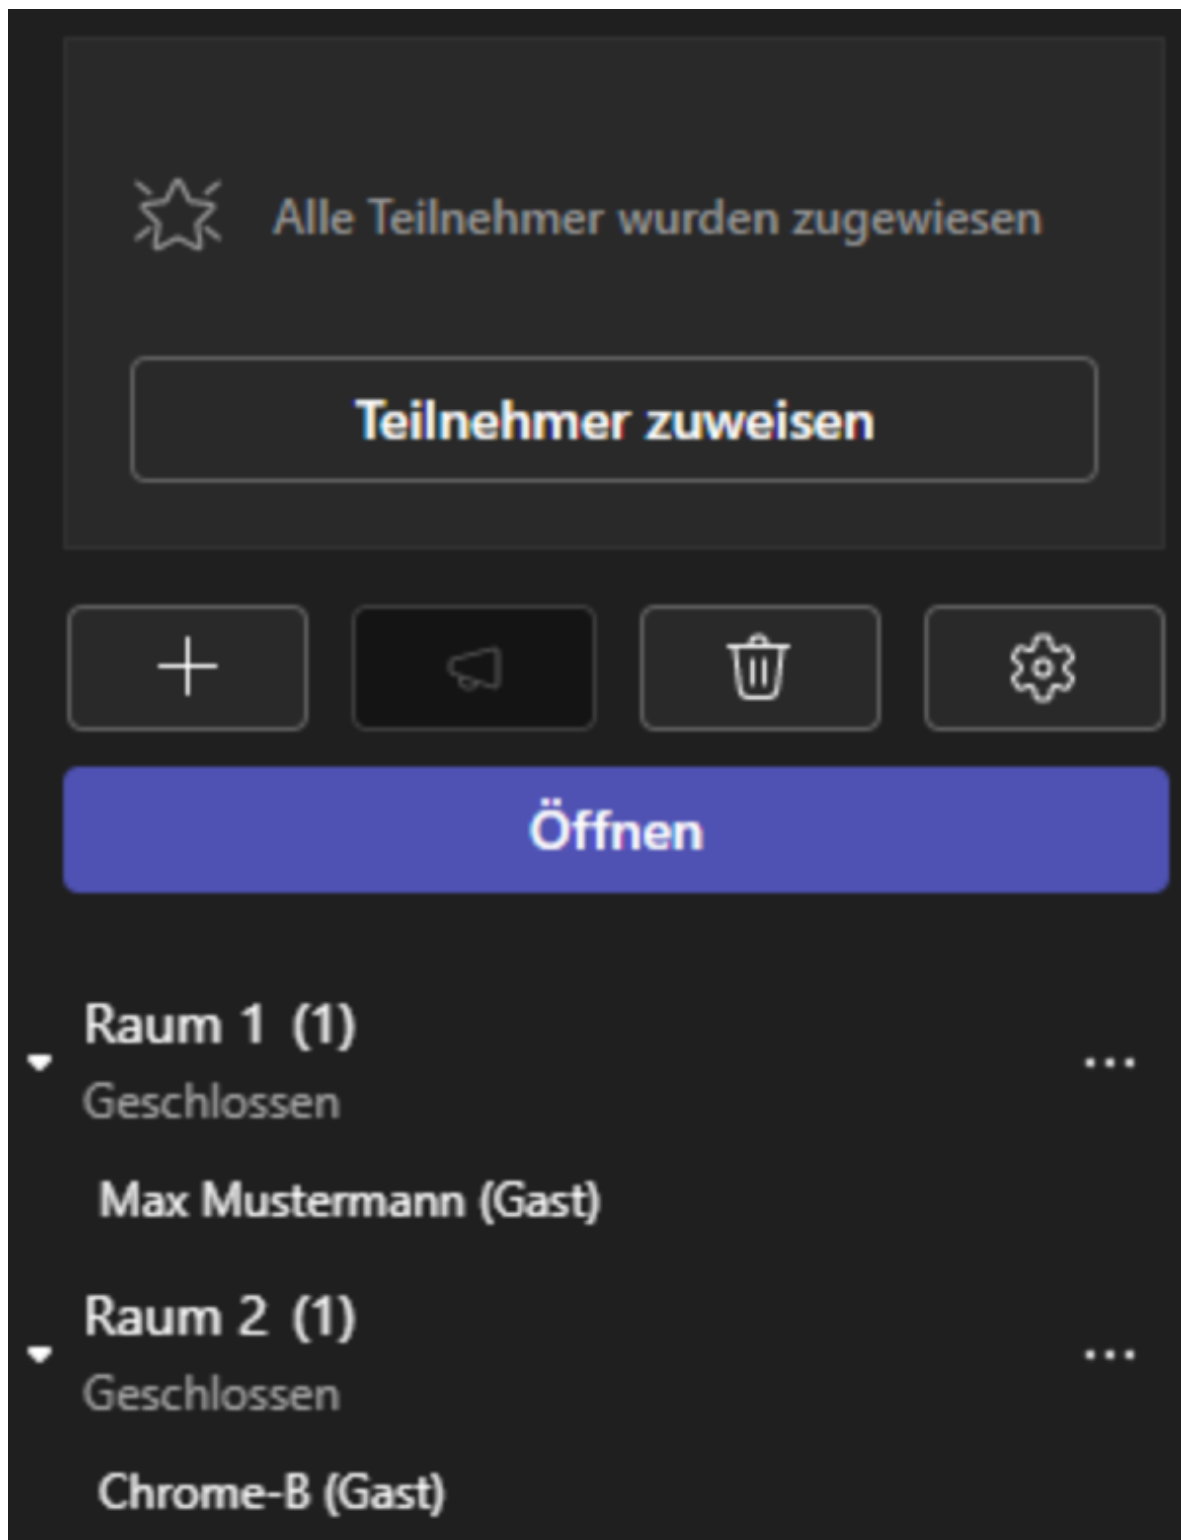 Alle Teilnehmer wurden zugewiesen
Teilnehmer zuweisen
Öffnen
Raum 1 (1)
Geschlossen
Max Mustermann (Gast)
Raum 2 (1)
Geschlossen
Chrome-B (Gast)